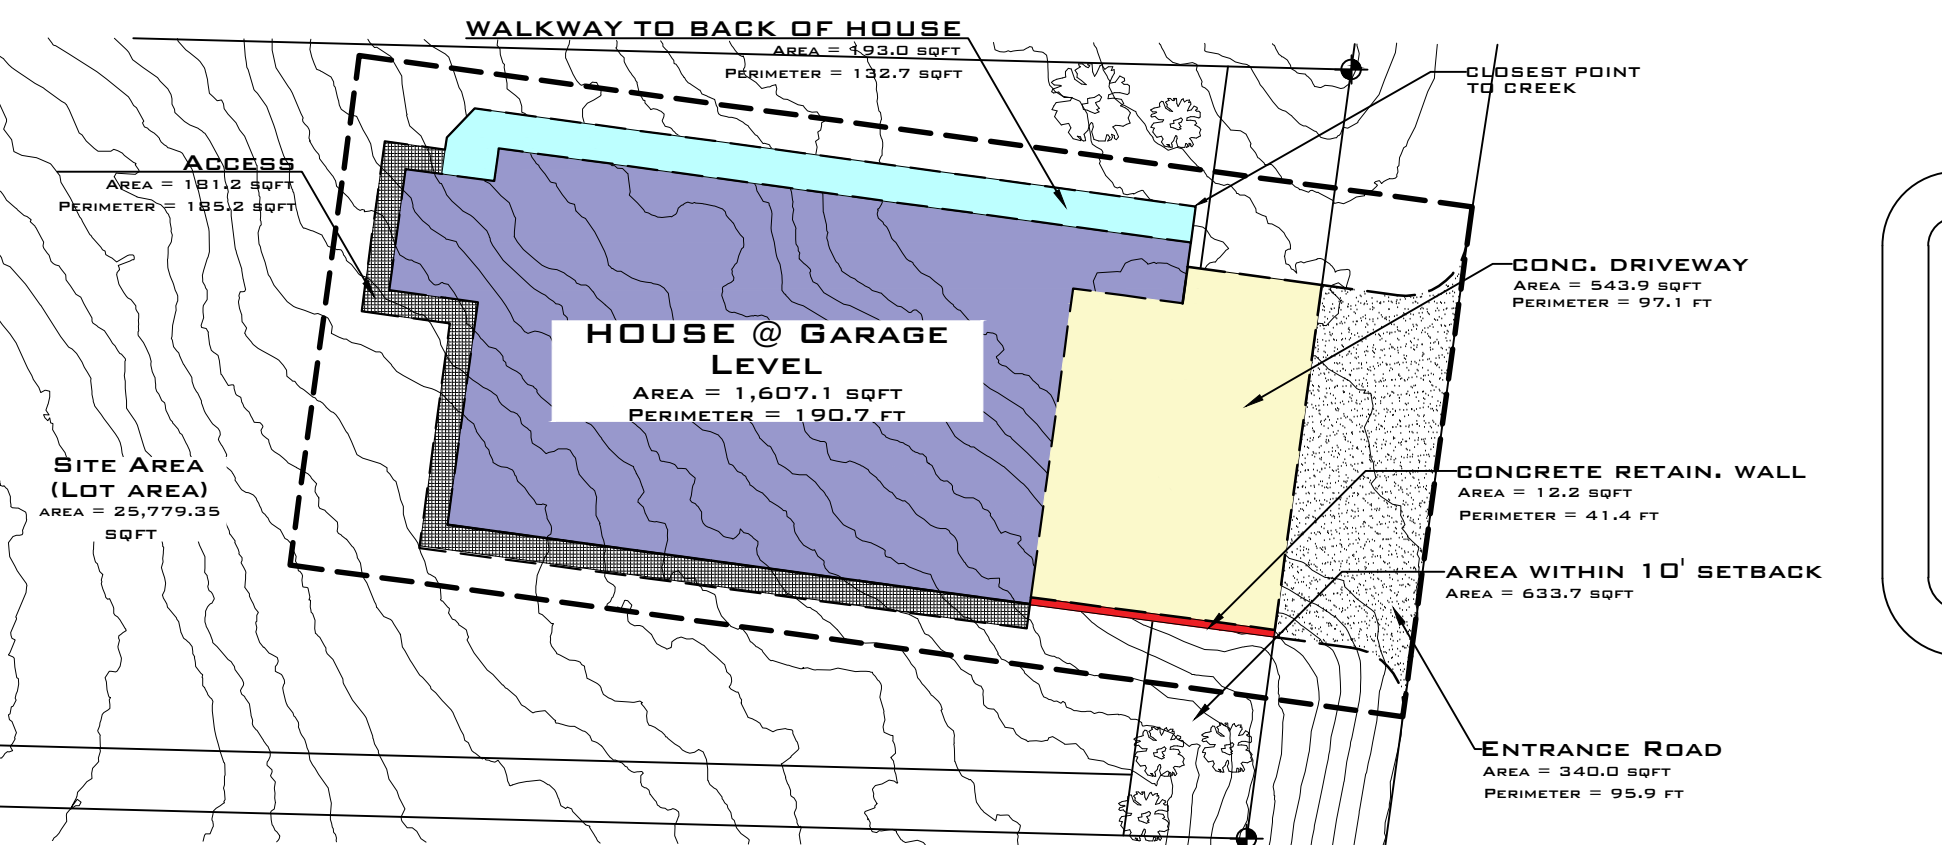 WALKWAY TO BACK OF HOUSE
AREA = 193.0 SQFT
PERIMETER = 132.7 SQFT
CLOSEST POINT
TO CREEK
ACCESS
AREA = 181.2 SQFT
PERIMETER = 185.2 SQFT
CONC. DRIVEWAY
AREA = 543.9 SQFT
PERIMETER = 97.1 FT
HOUSE @ GARAGE
LEVEL
AREA = 1,607.1 SQFT
PERIMETER = 190.7 FT
SITE AREA
(LOT AREA)
AREA = 25,779.35
SQFT
CONCRETE RETAIN. WALL
AREA = 12.2 SQFT
PERIMETER = 41.4 FT
AREA WITHIN 10' SETBACK
AREA = 633.7 SQFT
ENTRANCE ROAD
AREA = 340.0 SQFT
PERIMETER = 95.9 FT